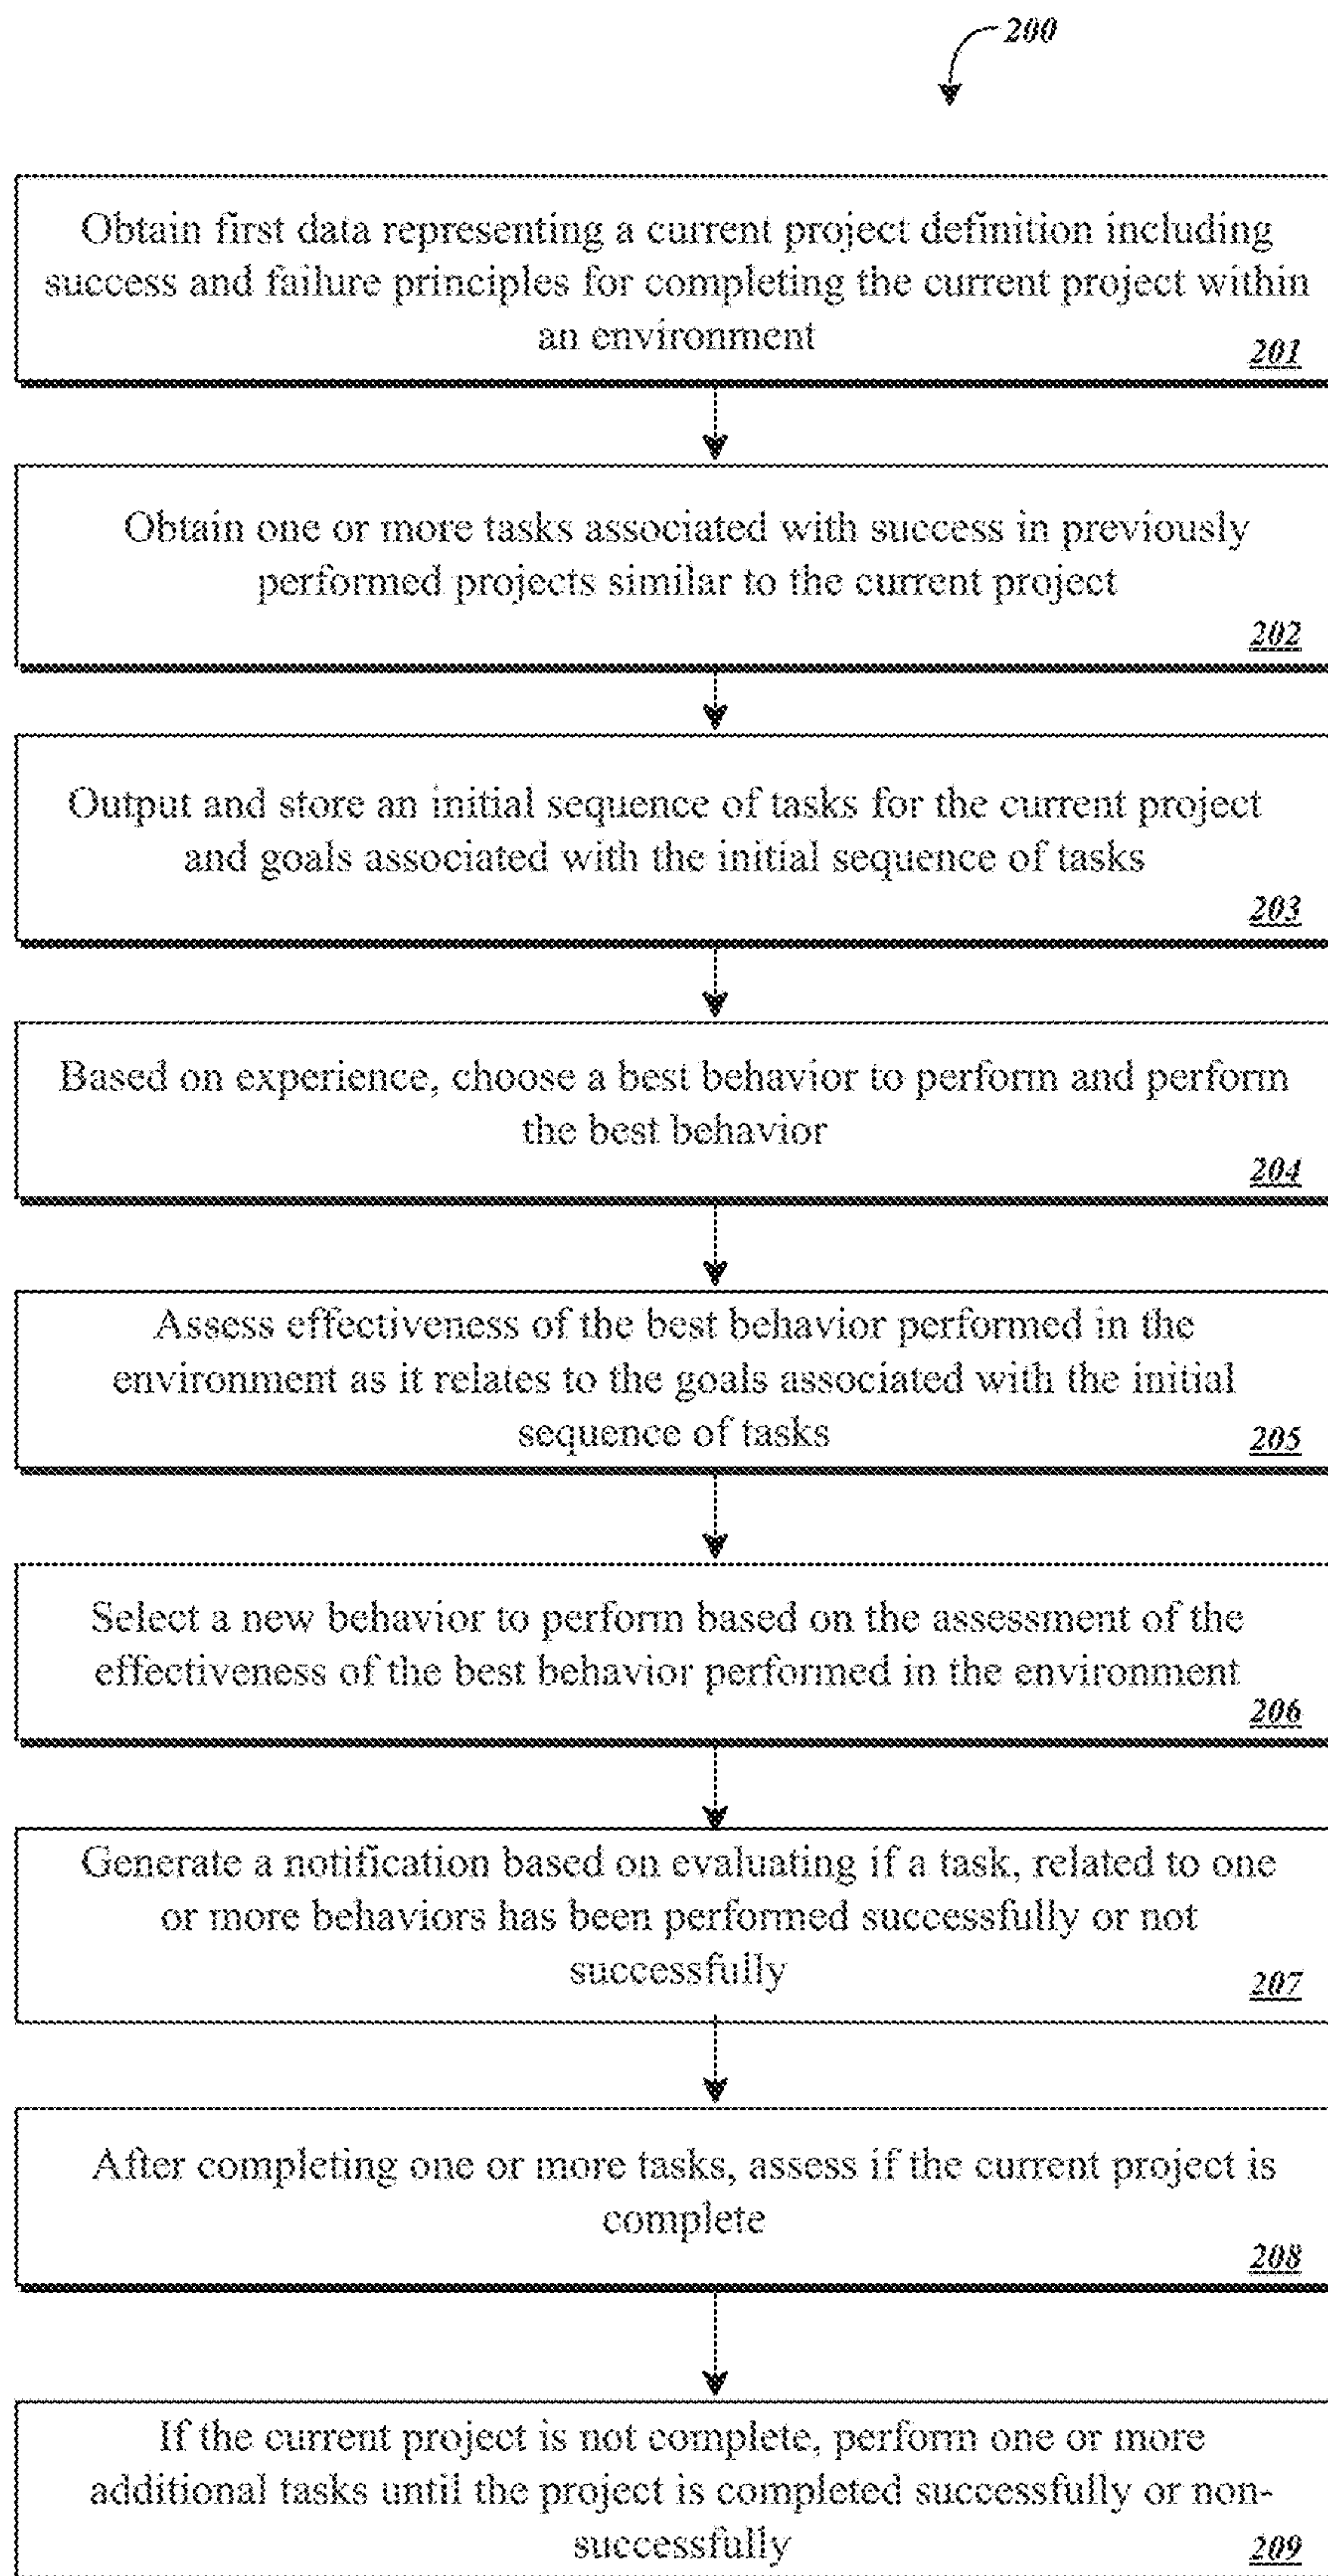 200
Obtain first data representing a current project definition including
success and failure principles for completing the current project within
an environment
201
Obtain one or more tasks associated with success in previously
performed projects similar to the current project
202
Output and store an initial sequence of tasks for the current project
and goals associated with the initial sequence of tasks
203
Based on experience, choose a best behavior to perform and perform
the best behavior
204
Assess effectiveness of the best behavior performed in the
environment as it relates to the goals associated with the initial
sequence of tasks
205
Select a new behavior to perform based on the assessment of the
effectiveness of the best behavior performed in the environment
206
Generate a notification based on evaluating if a task, related to one
or more behaviors has been performed successfully or not
successfully
207
After completing one or more tasks, assess if the current project is
complete
208
If the current project is not complete, perform one or more
additional tasks until the project is completed successfully or non-
successfully
209